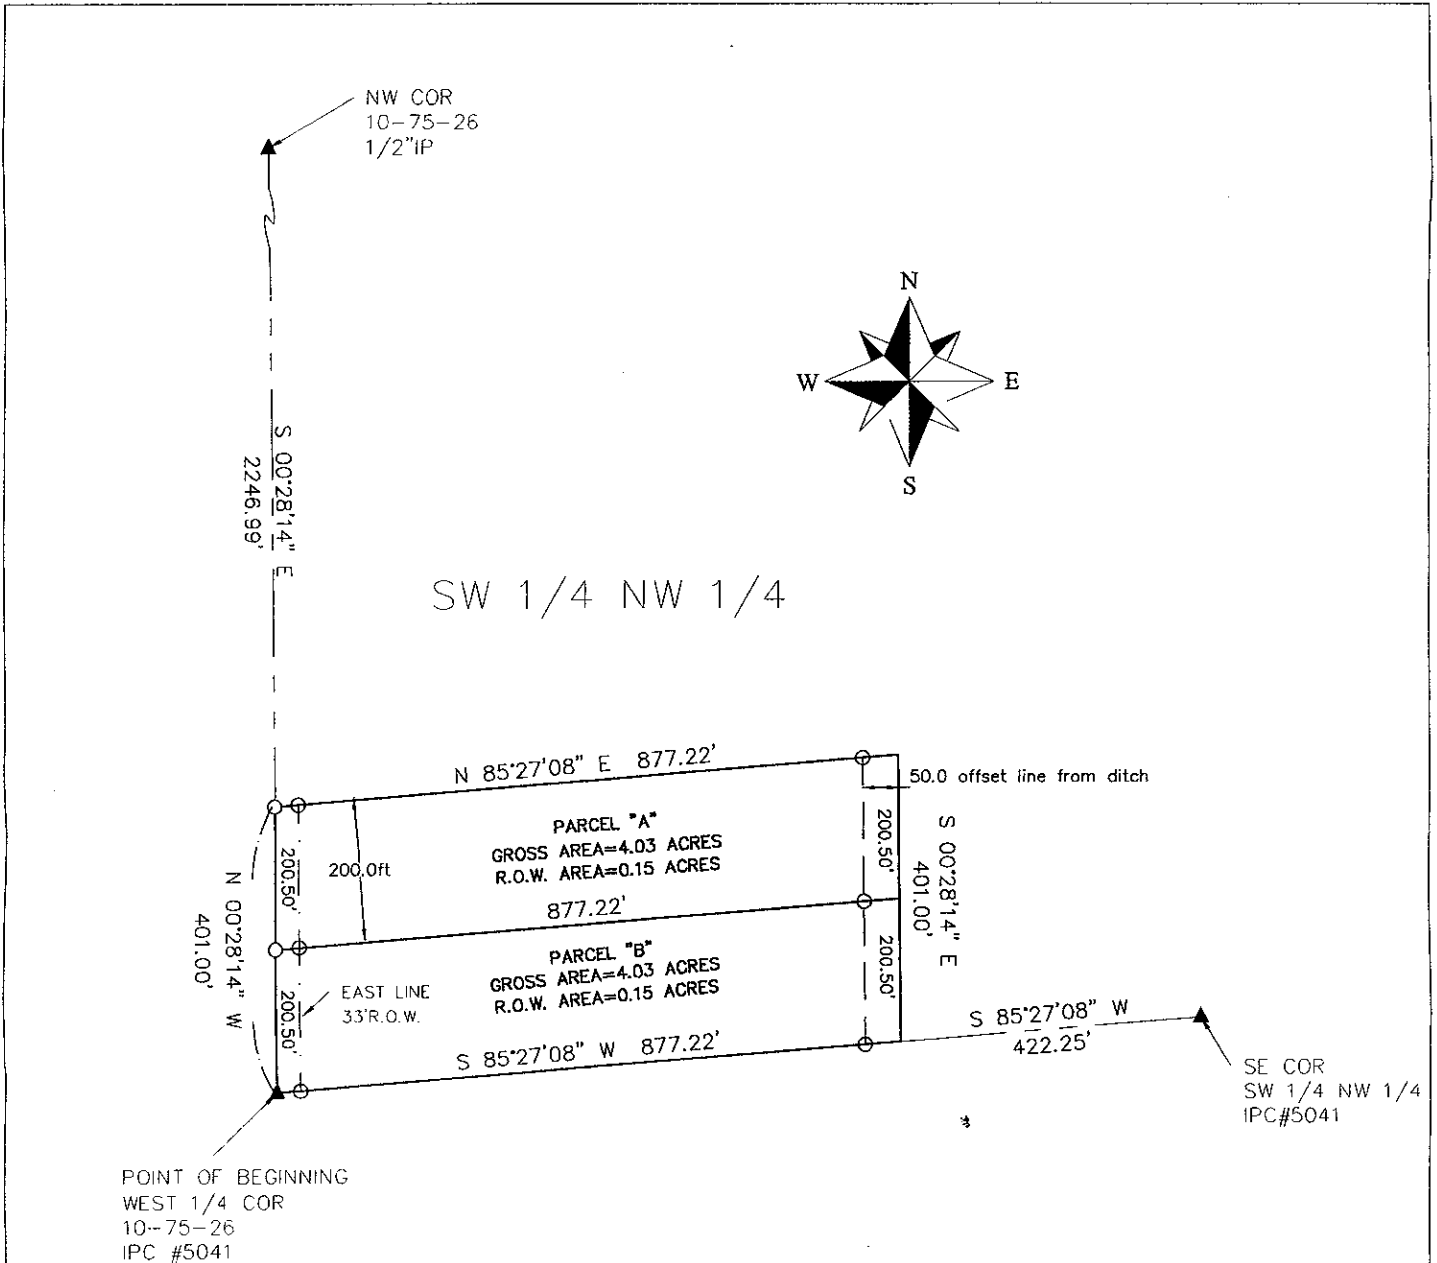 NW COR
10-75-26
1/2"IP
N
W
E
S
S 00°28'14" E
2246.99'
SW 1/4 NW 1/4
N 85°27'08" E 877.22'
50.0 offset line from ditch
PARCEL "A"
GROSS AREA=4.03 ACRES
R.O.W. AREA=0.15 ACRES
200.50'
200.0ft
200.50'
S 00°28'14" E
401.00'
877.22'
N 00°28'14" W
401.00'
PARCEL "B"
GROSS AREA=4.03 ACRES
R.O.W. AREA=0.15 ACRES
200.50'
200.50'
EAST LINE
33'R.O.W.
S 85°27'08" W 877.22'
S 85°27'08" W
422.25'
SE COR
SW 1/4 NW 1/4
IPC#5041
POINT OF BEGINNING
WEST 1/4 COR
10-75-26
IPC #5041